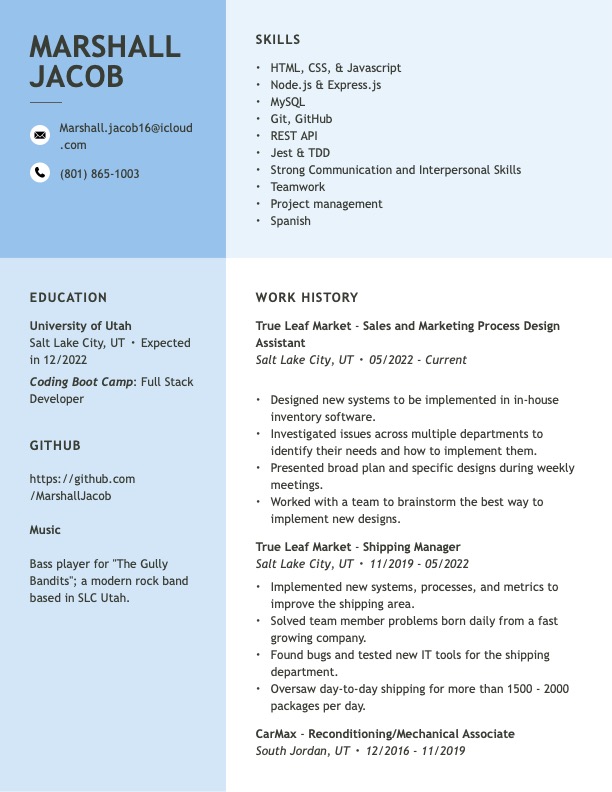 MARSHALL
JACOB
Marshall.jacob16@icloud
.com
(801) 865-1003
SKILLS
• HTML, CSS, & Javascript
• Node.js & Express.js
• MySQL
• Git, GitHub
• REST API
• Jest & TDD
• Strong Communication and Interpersonal Skills
• Teamwork
• Project management
• Spanish
EDUCATION
University of Utah
Salt Lake City, UT • Expected
in 12/2022
Coding Boot Camp: Full Stack
Developer
GITHUB
https://github.com
/MarshallJacob
Music
Bass player for "The Gully
Bandits"; a modern rock band
based in SLC Utah.
WORK HISTORY
True Leaf Market - Sales and Marketing Process Design
Assistant
Salt Lake City, UT • 05/2022 - Current
• Designed new systems to be implemented in in-house
inventory software.
• Investigated issues across multiple departments to
identify their needs and how to implement them.
• Presented broad plan and specific designs during weekly
meetings.
• Worked with a team to brainstorm the best way to
implement new designs.
True Leaf Market - Shipping Manager
Salt Lake City, UT • 11/2019 - 05/2022
• Implemented new systems, processes, and metrics to
improve the shipping area.
• Solved team member problems born daily from a fast
growing company.
• Found bugs and tested new IT tools for the shipping
department.
• Oversaw day-to-day shipping for more than 1500 - 2000
packages per day.
CarMax - Reconditioning/Mechanical Associate
South Jordan, UT • 12/2016 - 11/2019